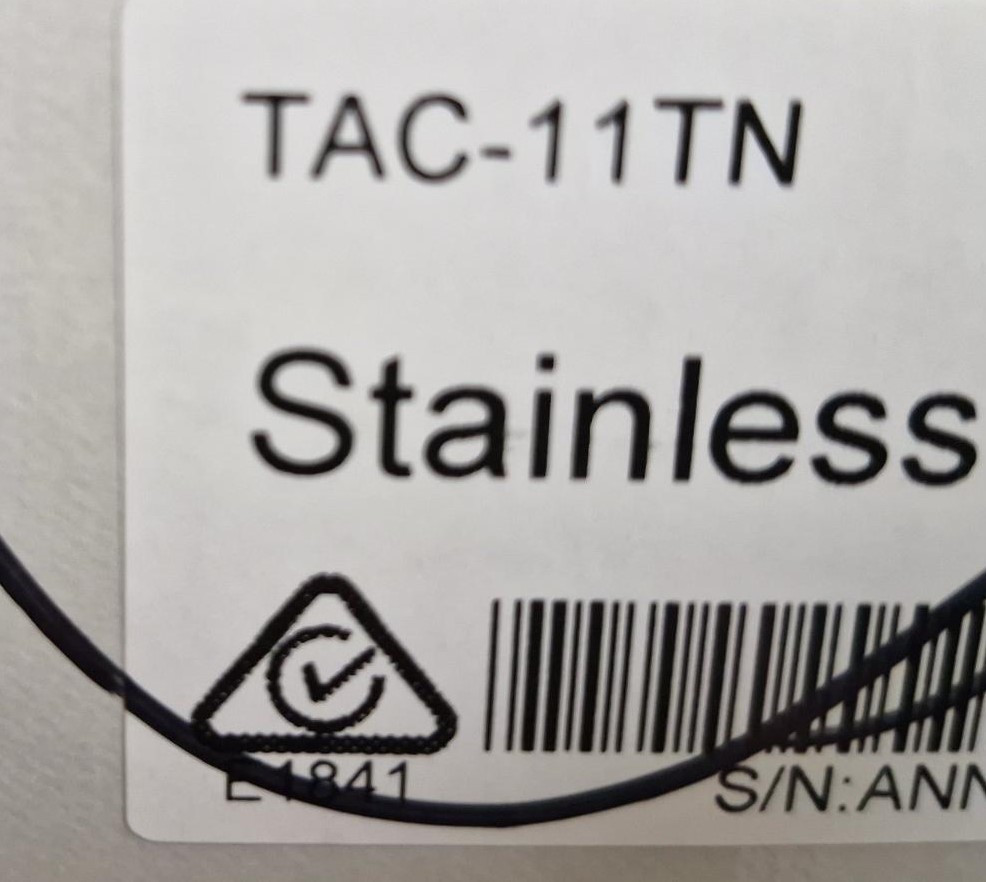 TAC-11TN
Stainless
E1841
S/N:ANN